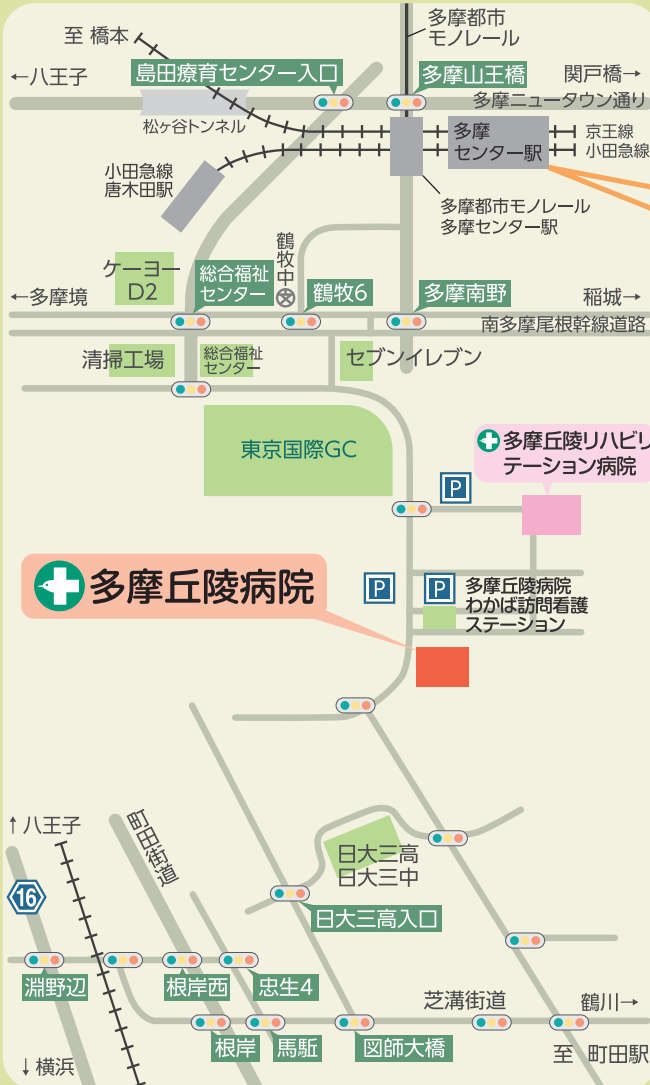 多摩都市
モノレール
至 橋本
←八王子
島田療育センター入口
多摩山王橋
関戸橋→
多摩ニュータウン通り
松ヶ谷トンネル
多摩
センター駅
京王線
小田急線
小田急線
唐木田駅
多摩都市モノレール
多摩センター駅
鶴牧中
ケーヨー
D2
総合福祉
センター
鶴牧6
多摩南野
←多摩境
稲城→
南多摩尾根幹線道路
清掃工場
総合福祉
センター
セブンイレブン
東京国際GC
多摩丘陵リハビリ
テーション病院
P
多摩丘陵病院
P
P
多摩丘陵病院
わかば訪問看護
ステーション
↑八王子
町田街道
日大三高
日大三中
16
日大三高入口
淵野辺
根岸西
忠生4
芝溝街道
鶴川→
根岸
馬駈
図師大橋
至 町田駅
↓横浜